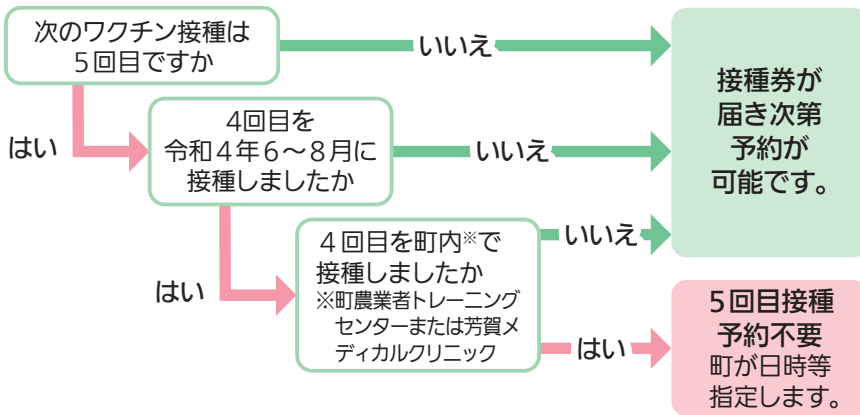 次のワクチン接種は
5回目ですか
いいえ
はい
4回目を
令和4年6～8月に
接種しましたか
いいえ
はい
4回目を町内※で
接種しましたか
※町農業者トレーニング
センターまたは芳賀メ
ディカルクリニック
いいえ
はい
接種券が
届き次第
予約が
可能です。
5回目接種
予約不要
町が日時等
指定します。